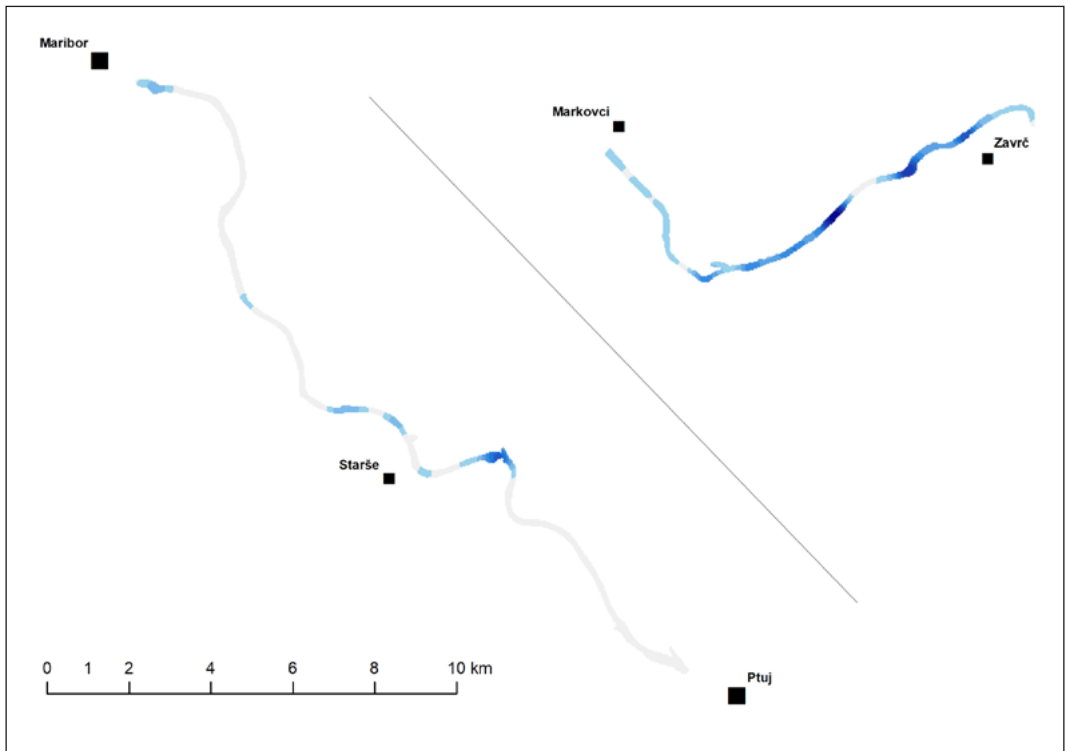 Maribor
Markovci
Zavrč
Starše
0 1 2 4 6 8 10 km
Ptuj